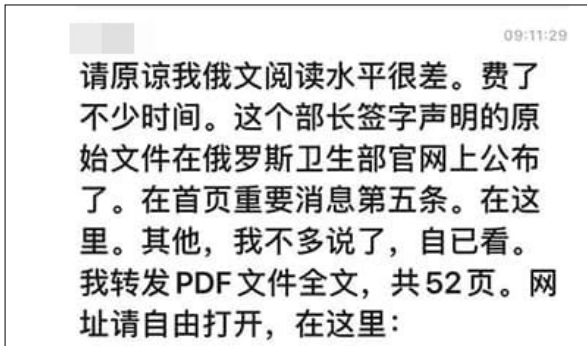 09:11:29
请原谅我俄文阅读水平很差。费了
不少时间。这个部长签字声明的原
始文件在俄罗斯卫生部官网上公布
了。在首页重要消息第五条。在这
里。其他，我不多说了，自已看。
我转发PDF文件全文，共52页。网
址请自由打开，在这里：